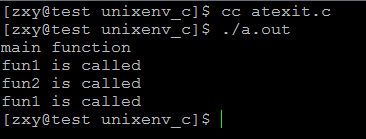 [zxy@test unixenv_c]$ cc atexit.c
[zxy@test unixenv_c]$ ./a.out
main function
fun1 is called
fun2 is called
fun1 is called
[zxy@test unixenv_c]$